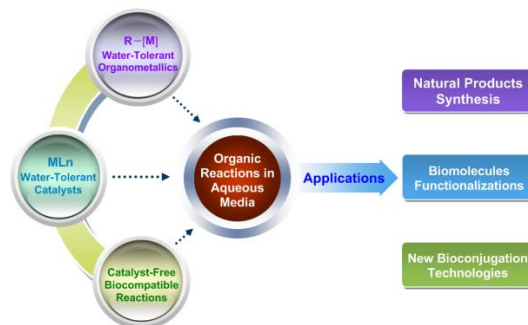 R–[M]
Water-Tolerant
Organometallics
MLn
Water-Tolerant
Catalysts
Catalyst-Free
Biocompatible
Reactions
Organic
Reactions in
Aqueous
Media
Applications
Natural Products
Synthesis
Biomolecules
Functionalizations
New Bioconjugation
Technologies